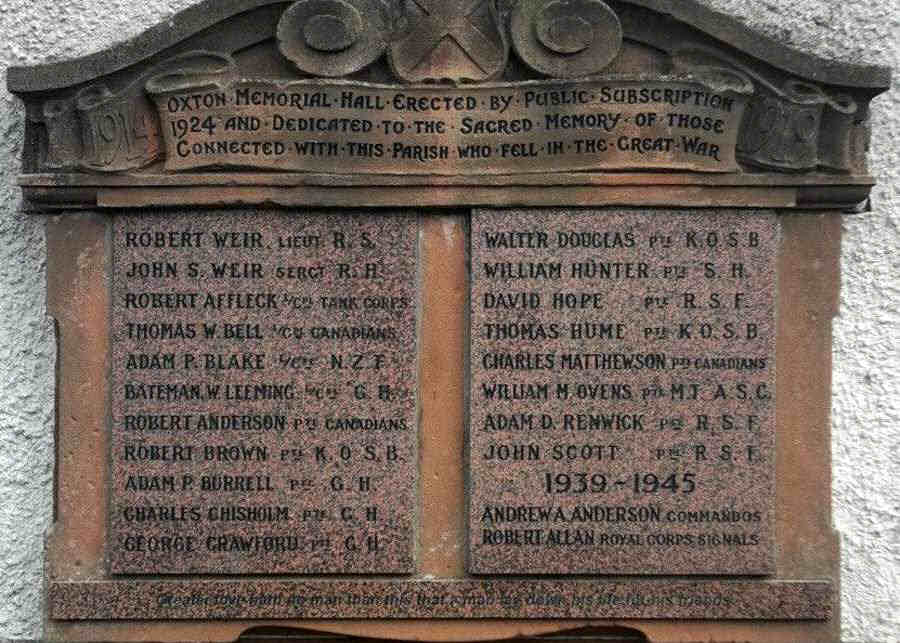 1914
1919
OXTON · MEMORIAL · HALL · ERECTED · BY · PUBLIC · SUBSCRIPTION
1924 · AND · DEDICATED · TO · THE · SACRED · MEMORY · OF · THOSE
CONNECTED · WITH · THIS · PARISH WHO FELL · IN · THE · GREAT · WAR
ROBERT WEIR, LIEUT R. S.
JOHN S. WEIR SERGT R. H.
ROBERT AFFLECK L/CPL TANK CORPS
THOMAS W. BELL L/CPL CANADIANS
ADAM P. BLAKE L/CPL N. Z. F.
BATEMAN. W. LEEMING L/CPL G. H.
ROBERT ANDERSON PTE CANADIANS
ROBERT BROWN PTE K. O. S. B.
ADAM P. BURRELL PTE G. H.
CHARLES CHISHOLM PTE G. H.
GEORGE CRAWFORD PTE G. H.
WALTER DOUGLAS PTE K. O. S. B
WILLIAM HUNTER PTE S. H.
DAVID HOPE PTE R. S. F.
THOMAS HUME PTE K. O. S. B.
CHARLES MATTHEWSON PTE CANADIANS
WILLIAM M. OVENS PTE M.T. A. S. C.
ADAM D. RENWICK PTE R. S. F.
JOHN SCOTT PTE R. S. F.
1939 ~ 1945
ANDREW A. ANDERSON COMMANDOS
ROBERT ALLAN ROYAL CORPS SIGNALS
Greater love hath no man than this that a man lay down his life for his friends